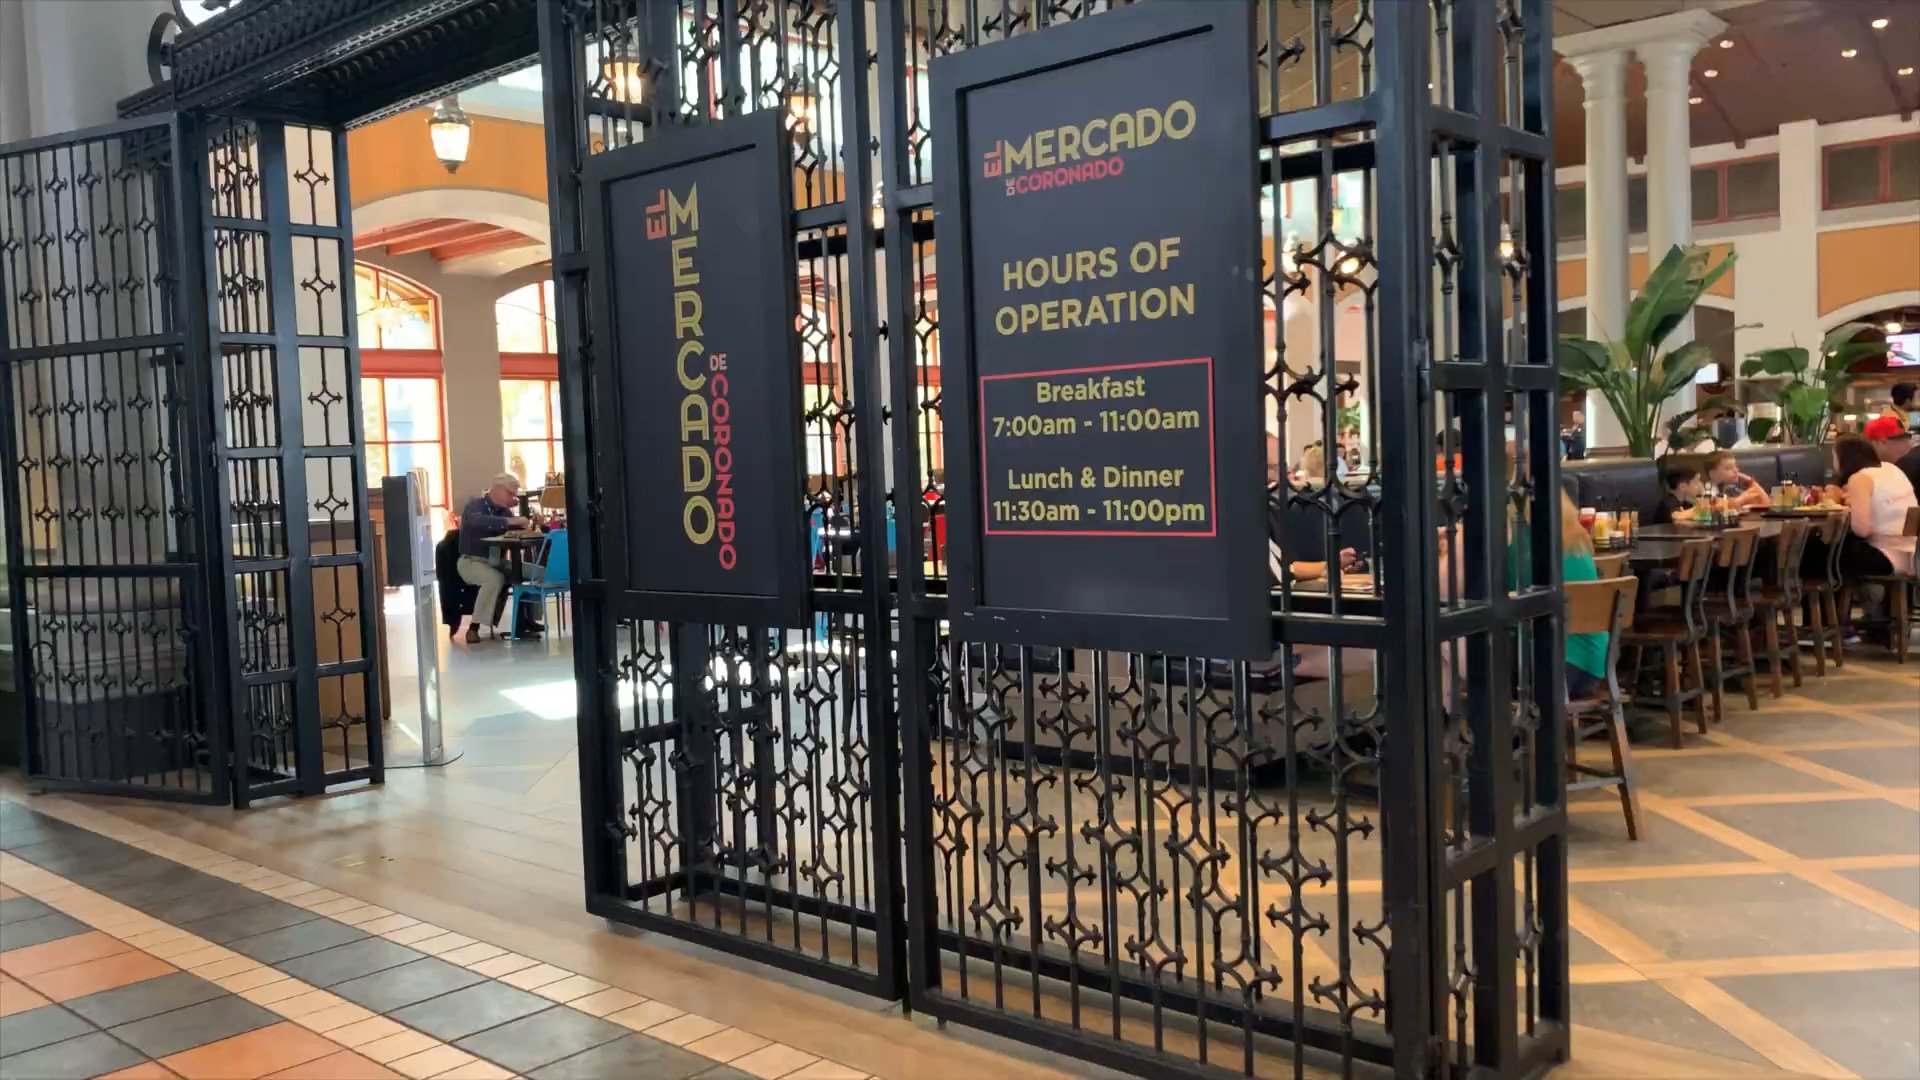 EL MERCADO
DE CORONADO
EL MERCADO
DE CORONADO
HOURS OF
OPERATION
Breakfast
7:00am - 11:00am
Lunch & Dinner
11:30am - 11:00pm